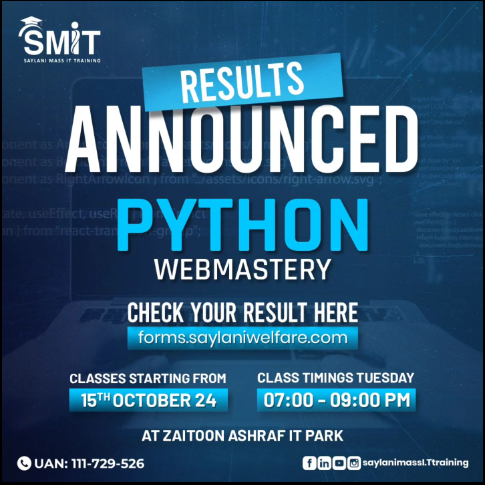 SMiT
SAYLANI MASS IT TRAINING
RESULTS
ANNOUNCED
PYTHON
WEBMASTERY
CHECK YOUR RESULT HERE
forms.saylaniwelfare.com
CLASSES STARTING FROM
15TH OCTOBER 24
CLASS TIMINGS TUESDAY
07:00 - 09:00 PM
AT ZAITOON ASHRAF IT PARK
UAN: 111-729-526
saylanimassI.Ttraining